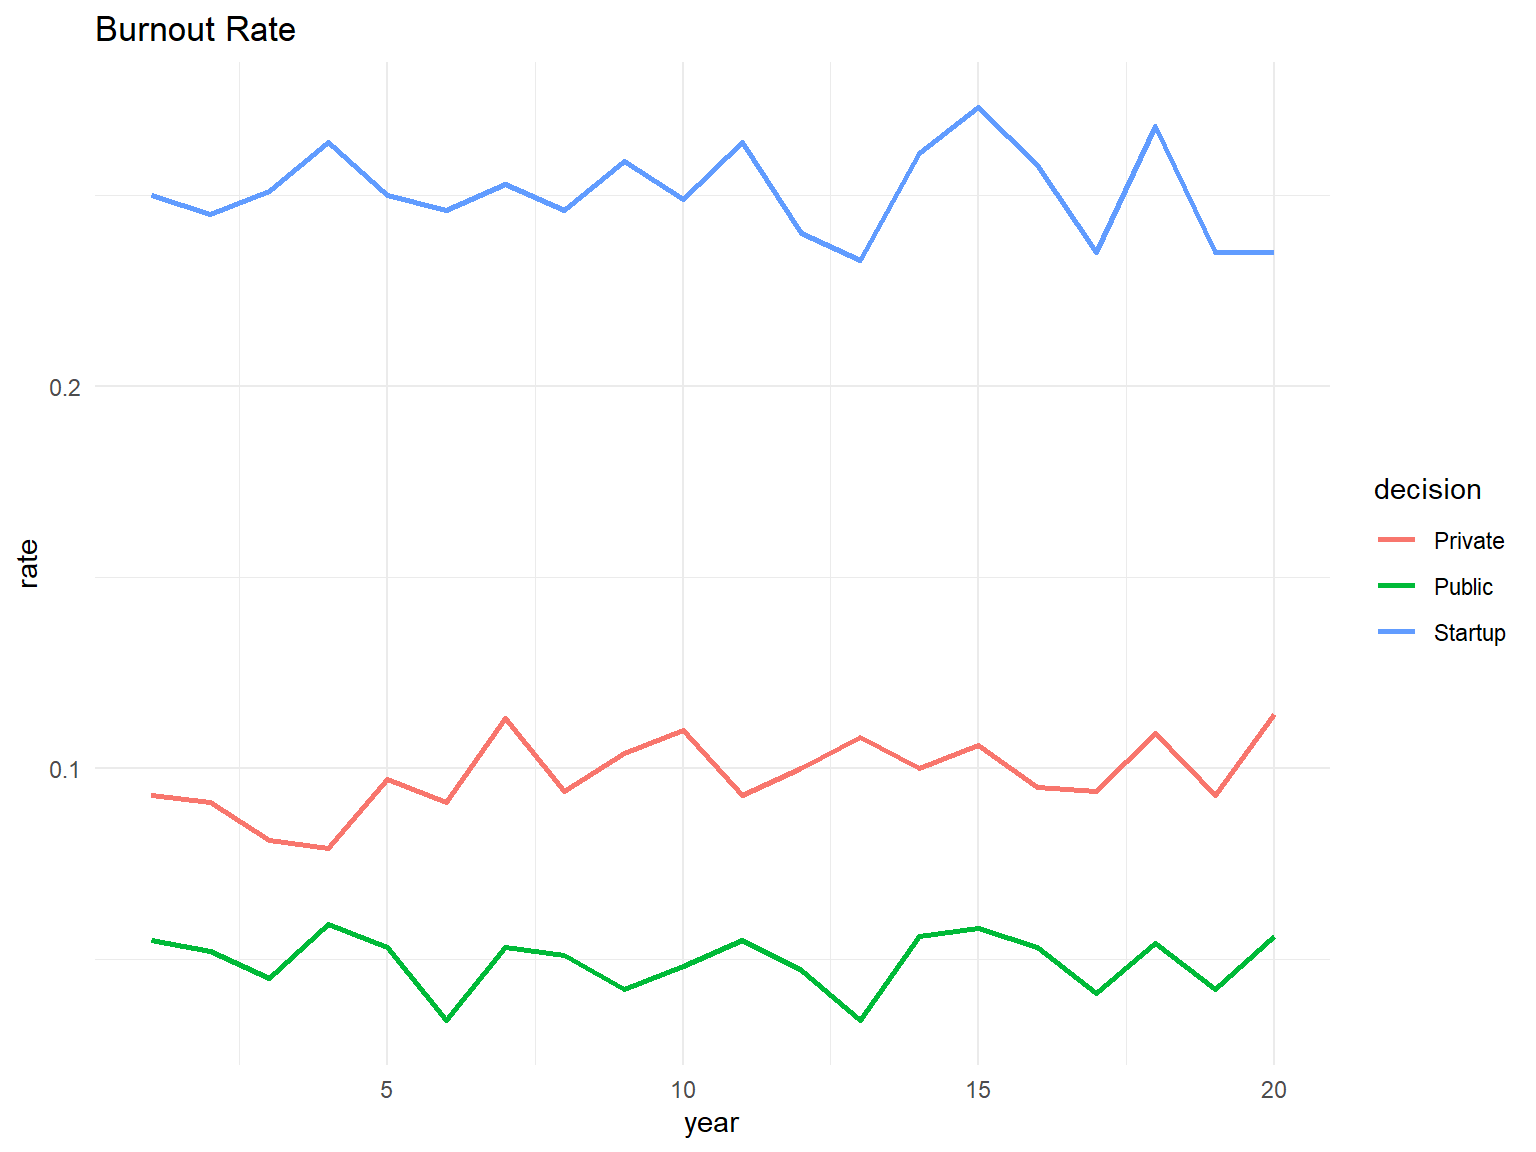 Burnout Rate
rate
0.2
0.1
5 10 15 20
year
decision
Private
Public
Startup